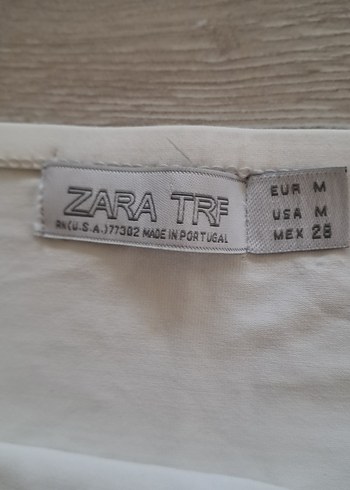 ZARA TRF
RN(U.S.A.)77302 MADE IN PORTUGAL
EUR M
USA M
MEX 28